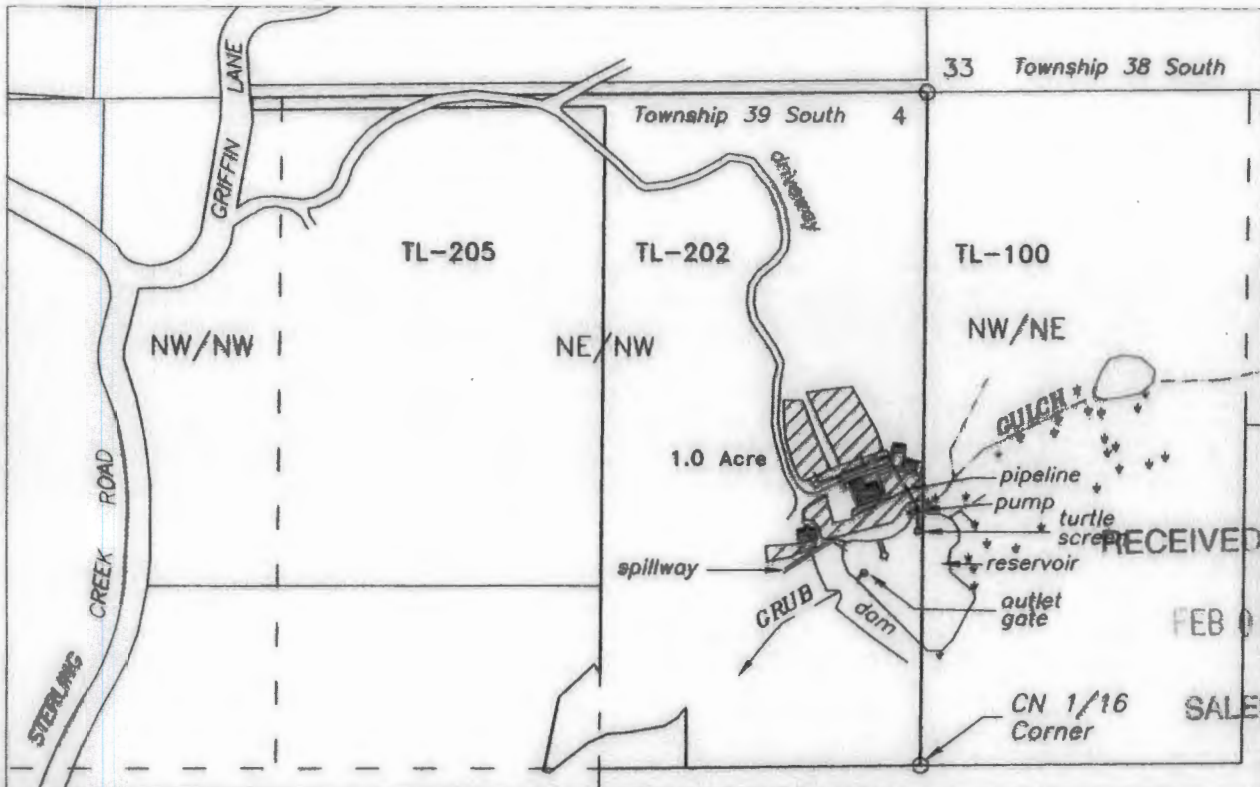 33 Township 38 South
Township 39 South 4
GRIFFIN LANE
driveway
TL-205
TL-202
TL-100
NW/NW
NE/NW
NW/NE
GULCH
1.0 Acre
pipeline
pump
turtle
screen
RECEIVED
reservoir
spillway
outlet
gate
FEB 0
GRUB
dam
STERLING CREEK ROAD
CN 1/16
Corner
SALE